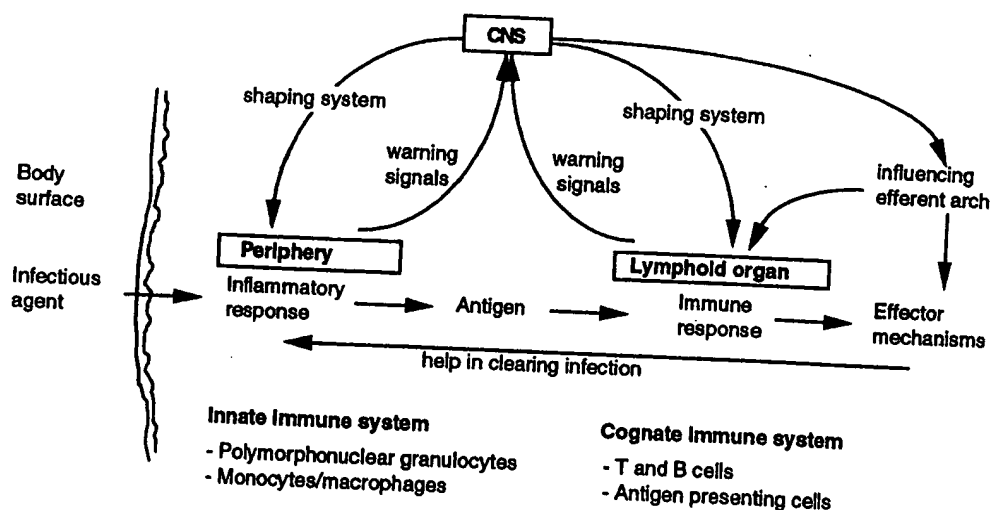 CNS
shaping system
shaping system
warning
signals
warning
signals
influencing
efferent arch
Body
surface
Periphery
Lymphoid organ
Infectious
agent
Inflammatory
response
Antigen
Immune
response
Effector
mechanisms
help in clearing infection
Innate Immune system
- Polymorphonuclear granulocytes
- Monocytes/macrophages
Cognate Immune system
- T and B cells
- Antigen presenting cells